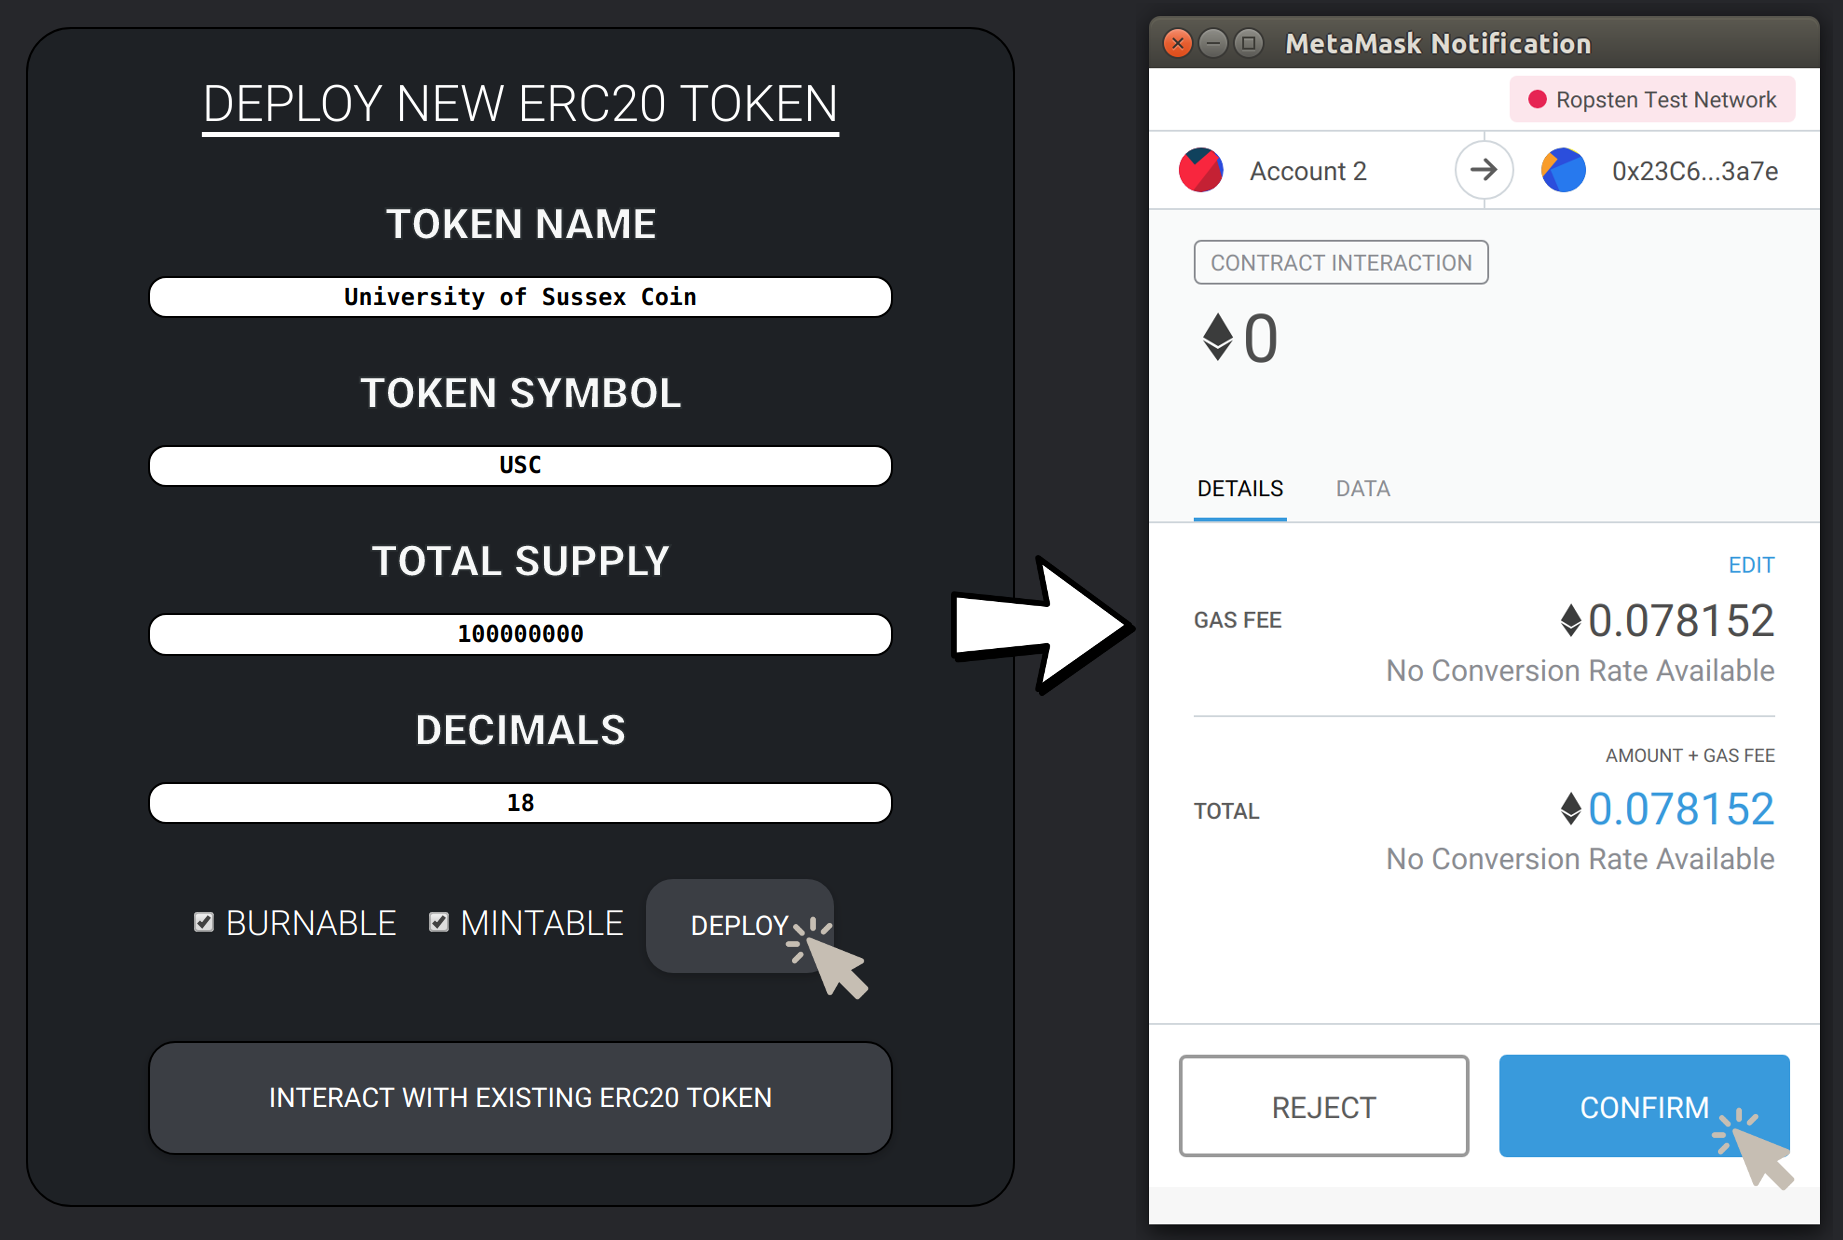 DEPLOY NEW ERC20 TOKEN
TOKEN NAME
University of Sussex Coin
TOKEN SYMBOL
USC
TOTAL SUPPLY
100000000
DECIMALS
18
BURNABLE MINTABLE DEPLOY
INTERACT WITH EXISTING ERC20 TOKEN
MetaMask Notification
Ropsten Test Network
Account 2 0x23C6...3a7e
CONTRACT INTERACTION
0
DETAILS DATA
EDIT
GAS FEE 0.078152
No Conversion Rate Available
AMOUNT + GAS FEE
TOTAL 0.078152
No Conversion Rate Available
REJECT CONFIRM